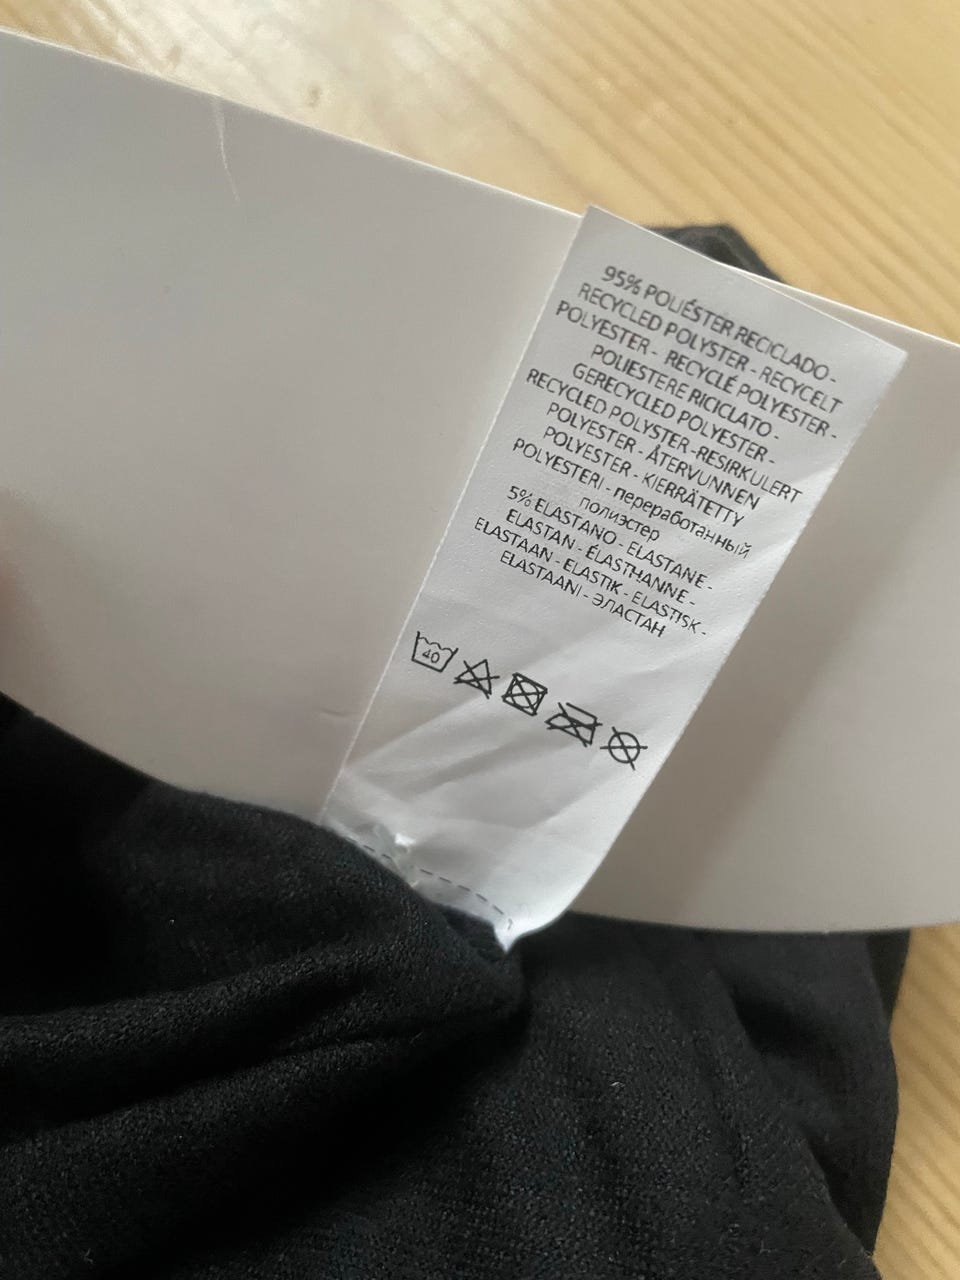 95% POLIÉSTER RECICLADO -
RECYCLED POLYSTER - RECYCELT
POLYESTER - RECYCLÉ POLYESTER -
POLIESTERE RICICLATO -
GERECYCLED POLYESTER -
RECYCLED POLYSTER -RESIRKULERT
POLYESTER - ÅTERVUNNEN
POLYESTER - KIERRÄTETTY
POLYESTERI - переработанный
полиэстер
5% ELASTANO - ELASTANE -
ELASTAN - ÉLASTHANNE -
ELASTAAN - ELASTIK - ELASTISK -
ELASTAANI - ЭЛАСТАН
40